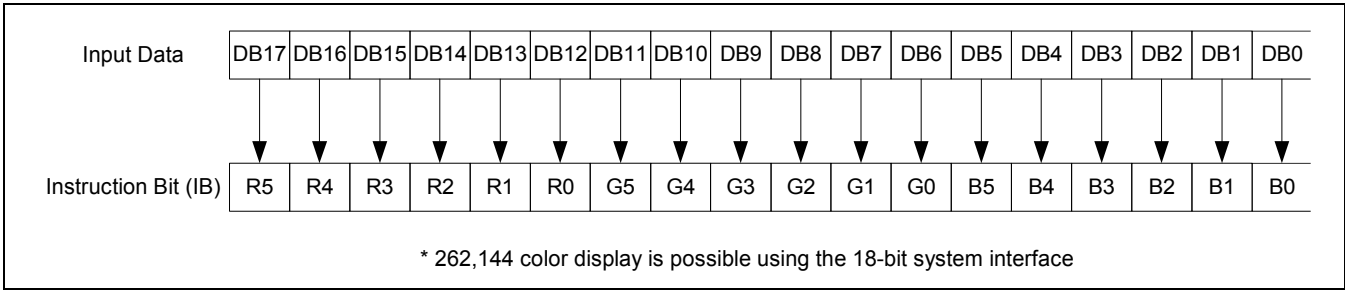 Input Data DB17 DB16 DB15 DB14 DB13 DB12 DB11 DB10 DB9 DB8 DB7 DB6 DB5 DB4 DB3 DB2 DB1 DB0
Instruction Bit (IB) R5 R4 R3 R2 R1 R0 G5 G4 G3 G2 G1 G0 B5 B4 B3 B2 B1 B0
* 262,144 color display is possible using the 18-bit system interface